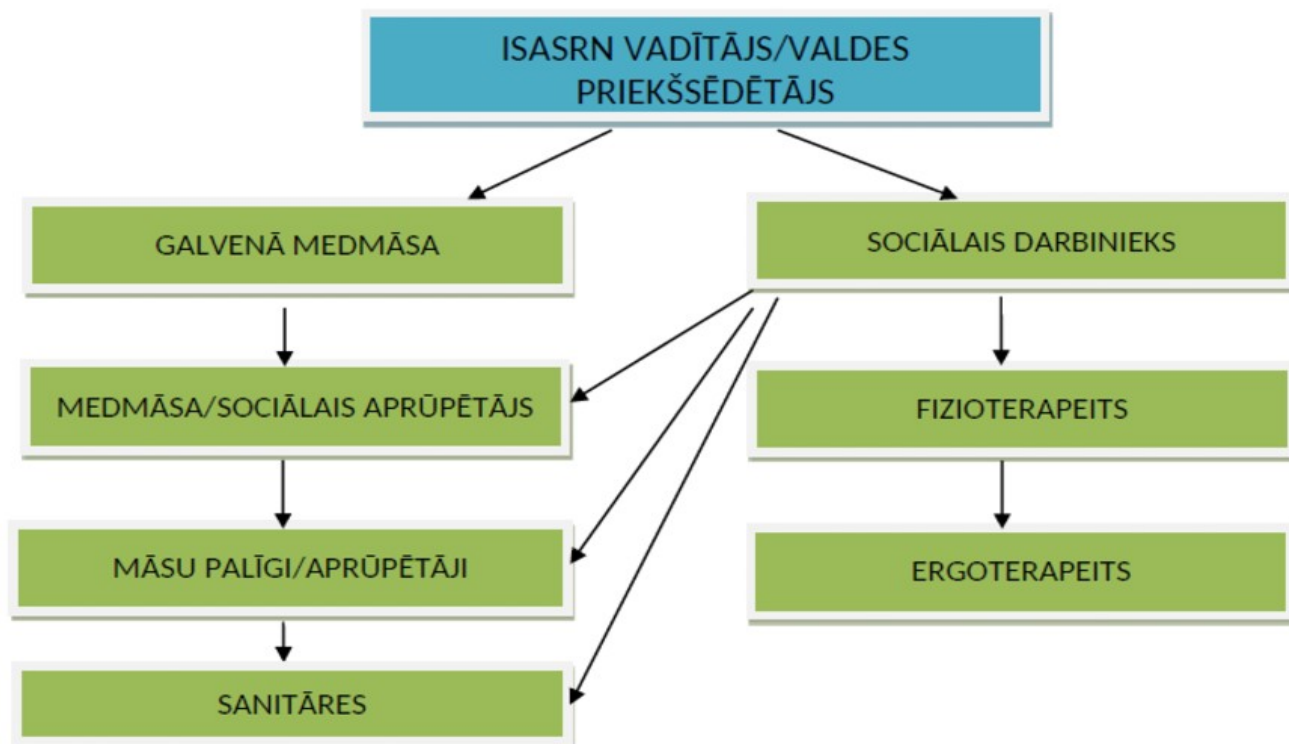 ISASRN VADĪTĀJS/VALDES
PRIEKŠSĒDĒTĀJS
GALVENĀ MEDMĀSA
SOCIĀLAIS DARBINIEKS
MEDMĀSA/SOCIĀLAIS APRŪPĒTĀJS
FIZIOTERAPEITS
MĀSU PALĪGI/APRŪPĒTĀJI
ERGOTERAPEITS
SANITĀRES